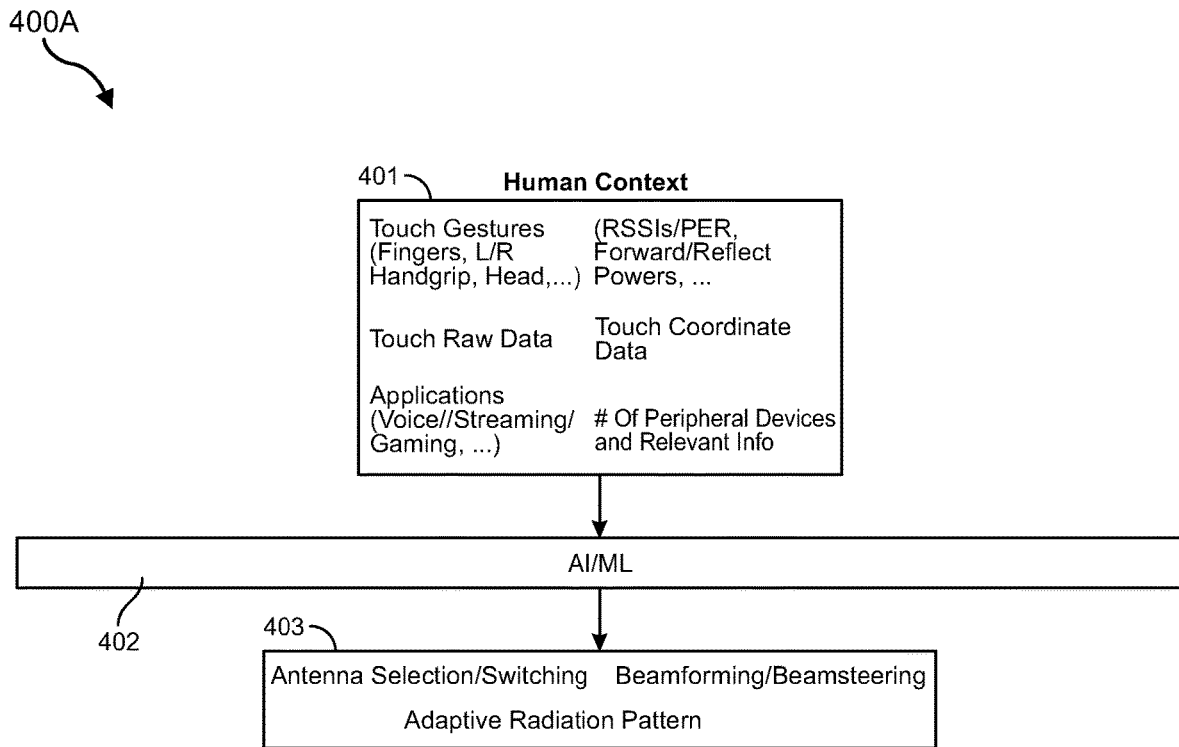 400A
401
Human Context
Touch Gestures
(Fingers, L/R
Handgrip, Head,...)
(RSSIs/PER,
Forward/Reflect
Powers, ...
Touch Raw Data
Touch Coordinate
Data
Applications
(Voice//Streaming/
Gaming, ...)
# Of Peripheral Devices
and Relevant Info
AI/ML
402
403
Antenna Selection/Switching
Beamforming/Beamsteering
Adaptive Radiation Pattern